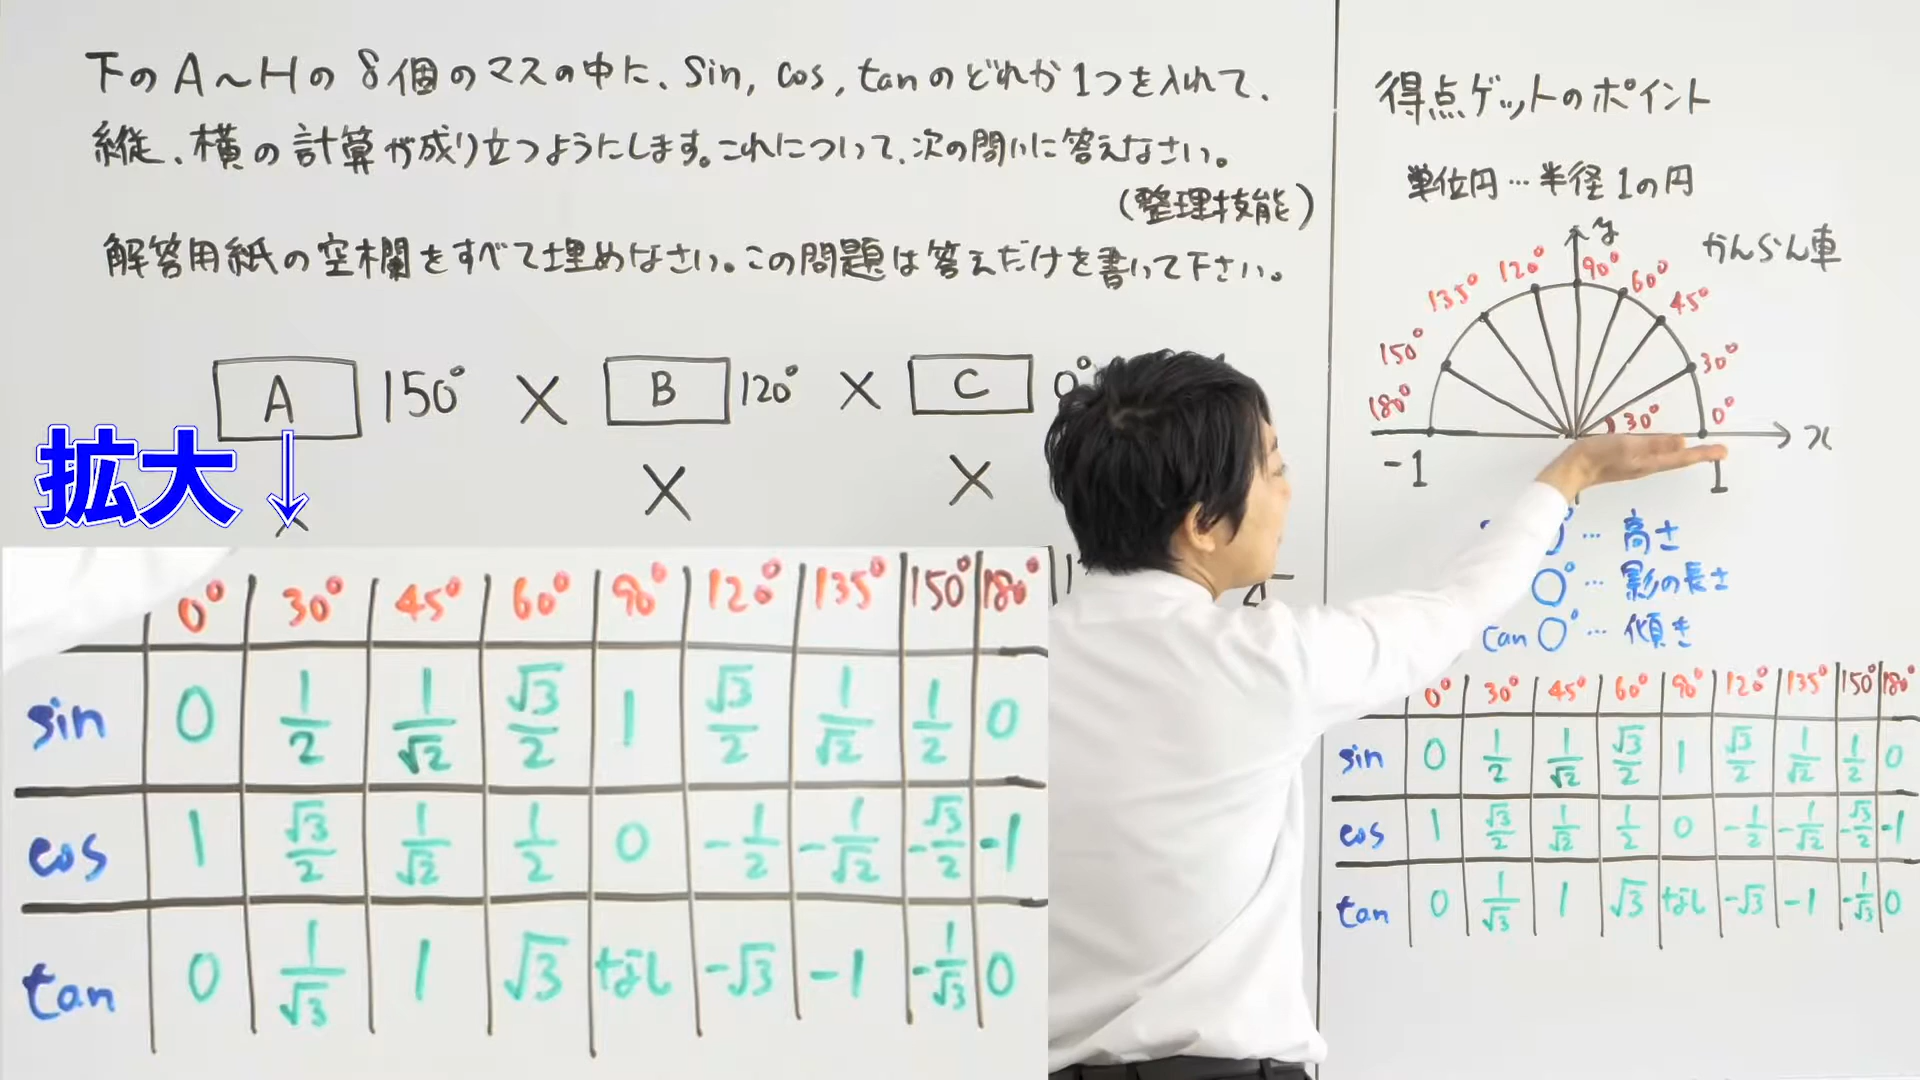 下のA～Hの8個のマスの中に、sin, cos, tanのどれか1つを入れて、
縦、横の計算が成り立つようにします。これについて、次の問いに答えなさい。
(整理技能)
解答用紙の空欄をすべて埋めなさい。この問題は答えだけを書いて下さい。
A 150° × B 120° × C 0°
× ×
拡大↓
0° 30° 45° 60° 90° 120° 135° 150° 180°
sin 0 1/2 1/√2 √3/2 1 √3/2 1/√2 1/2 0
cos 1 √3/2 1/√2 1/2 0 -1/2 -1/√2 -√3/2 -1
tan 0 1/√3 1 √3 なし -√3 -1 -1/√3 0
得点ゲットのポイント
単位円…半径1の円
かんらん車
y
90°
120° 60°
135° 45°
150° 30°
180° 30° 0°
x
-1 1
…高さ
○°…影の長さ
tan○°…傾き
0° 30° 45° 60° 90° 120° 135° 150° 180°
sin 0 1/2 1/√2 √3/2 1 √3/2 1/√2 1/2 0
cos 1 √3/2 1/√2 1/2 0 -1/2 -1/√2 -√3/2 -1
tan 0 1/√3 1 √3 なし -√3 -1 -1/√3 0